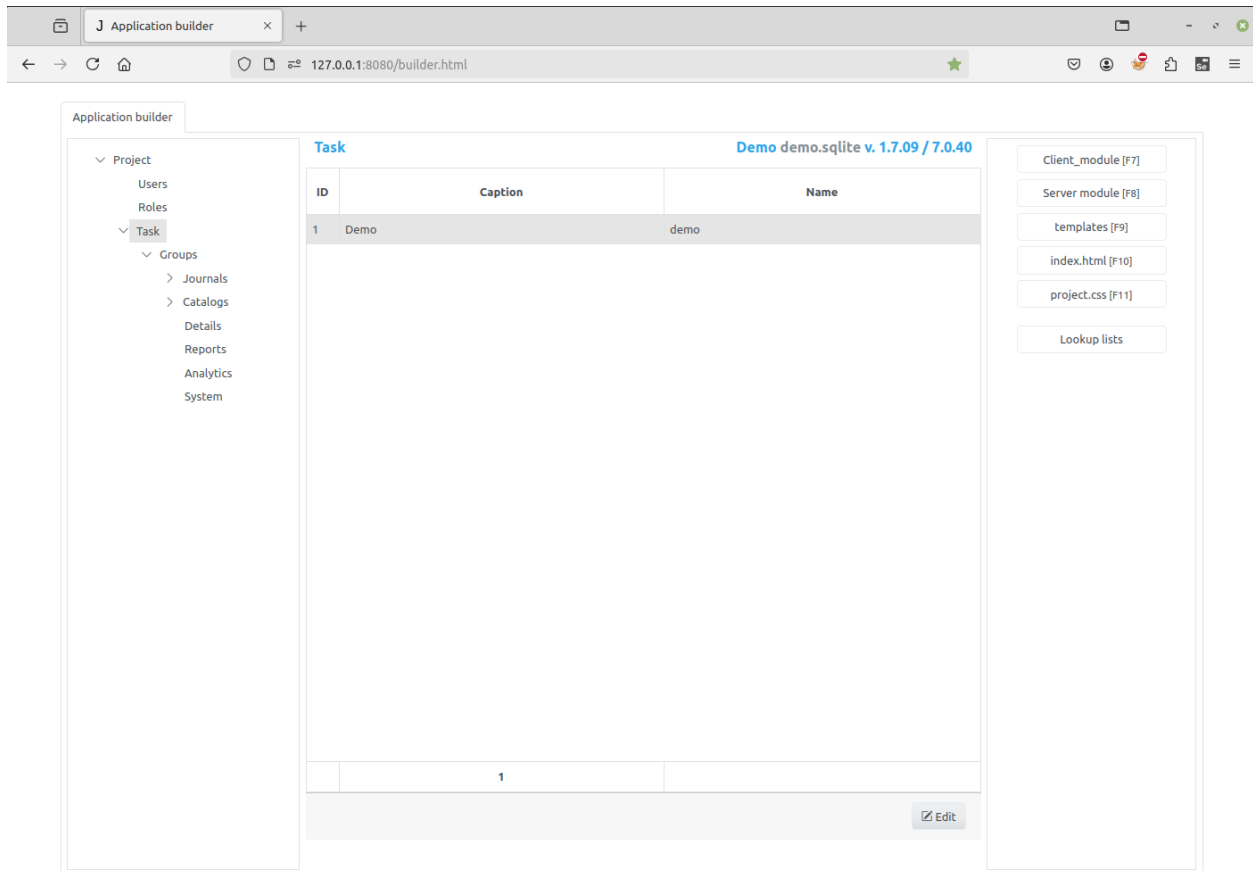 J Application builder
127.0.0.1:8080/builder.html
Application builder
Project
Users
Roles
Task
Groups
Journals
Catalogs
Details
Reports
Analytics
System
Task
Demo demo.sqlite v. 1.7.09 / 7.0.40
ID Caption Name
1 Demo demo
1
Edit
Client_module [F7]
Server module [F8]
templates [F9]
index.html [F10]
project.css [F11]
Lookup lists
Se